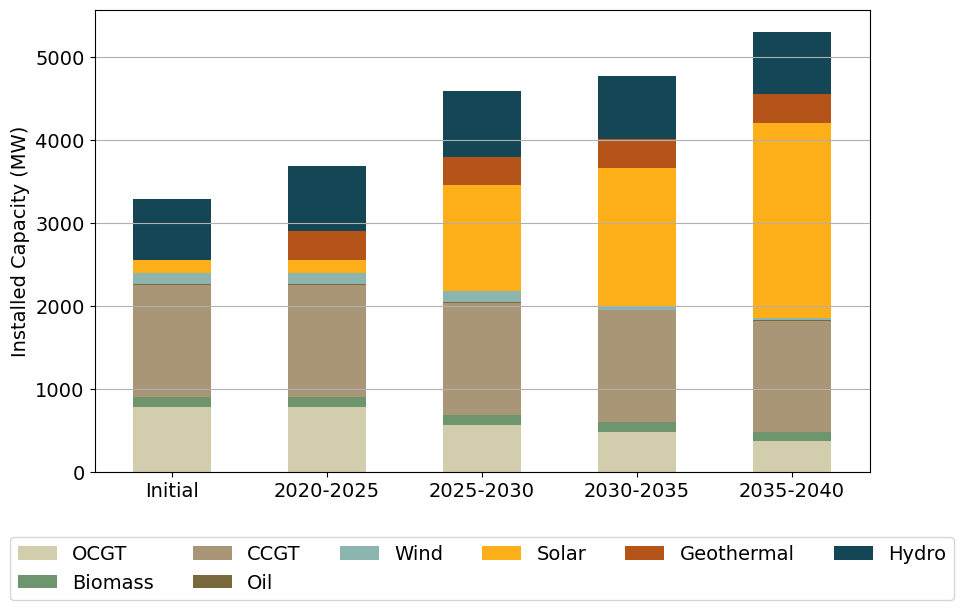 Installed Capacity (MW)
5000
4000
3000
2000
1000
0
Initial 2020-2025 2025-2030 2030-2035 2035-2040
OCGT CCGT Wind Solar Geothermal Hydro
Biomass Oil